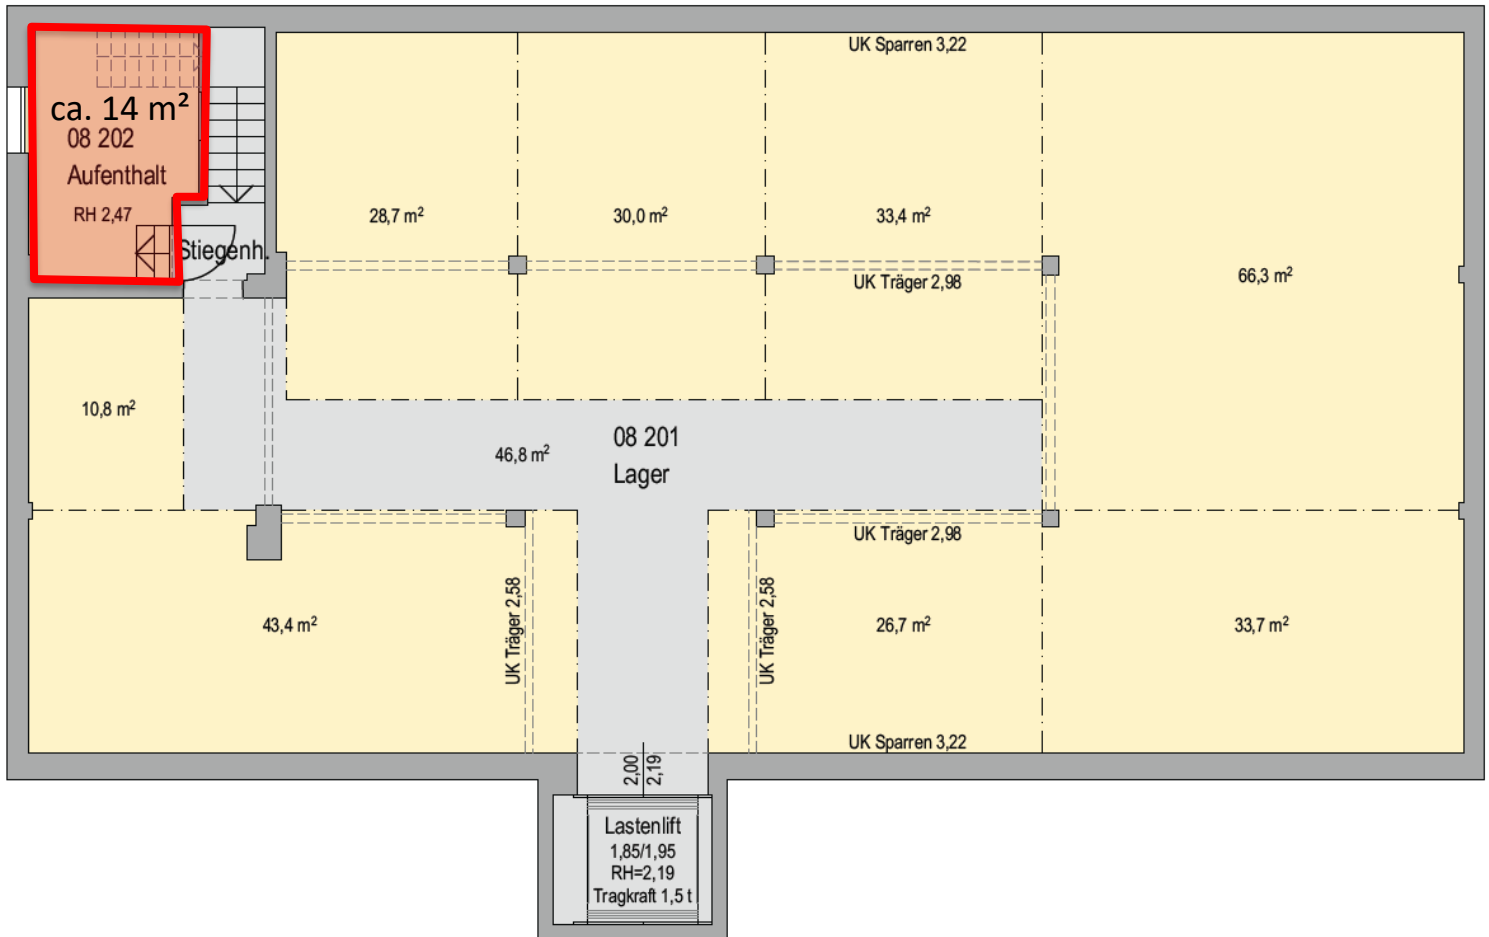 UK Sparren 3,22
ca. 14 m²
08 202
Aufenthalt
RH 2,47
28,7 m²
30,0 m²
33,4 m²
Stiegenh.
UK Träger 2,98
66,3 m²
10,8 m²
08 201
46,8 m²
Lager
UK Träger 2,98
UK Träger 2,58
UK Träger 2,58
43,4 m²
26,7 m²
33,7 m²
UK Sparren 3,22
2,00
2,19
Lastenlift
1,85/1,95
RH=2,19
Tragkraft 1,5 t